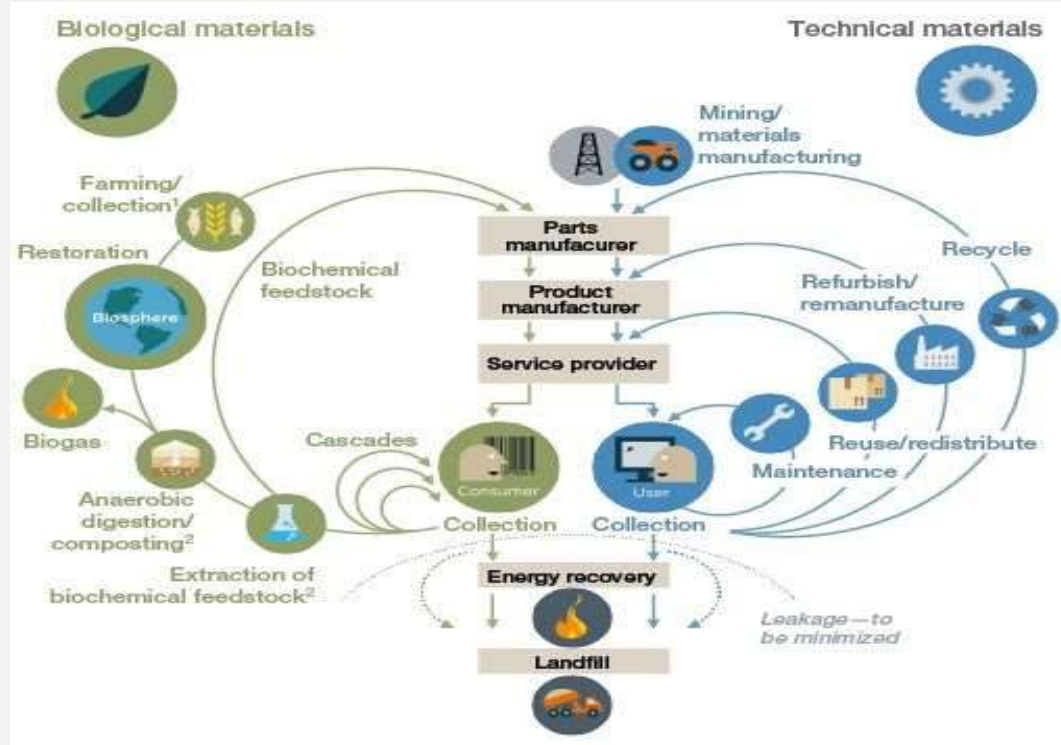 Biological materials
Technical materials
Mining/
materials
manufacturing
Farming/
collection¹
Restoration
Biosphere
Biochemical
feedstock
Parts
manufacurer
Product
manufacturer
Service provider
Recycle
Refurbish/
remanufacture
Reuse/redistribute
Maintenance
Biogas
Cascades
Consumer
User
Anaerobic
digestion/
composting²
Collection
Collection
Extraction of
biochemical feedstock²
Energy recovery
Leakage—to
be minimized
Landfill